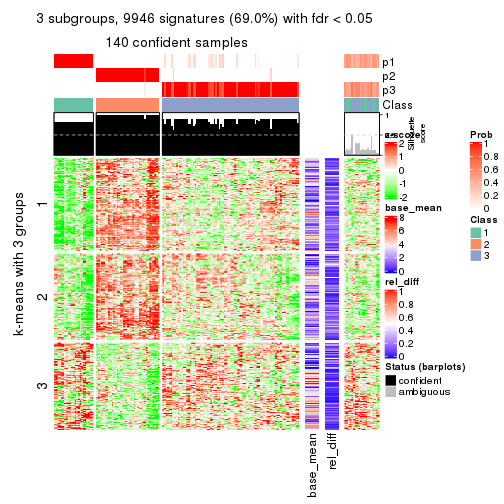 3 subgroups, 9946 signatures (69.0%) with fdr < 0.05
140 confident samples
p1
p2
p3
Class
1
0
Silhouette
score
k-means with 3 groups
1
2
3
base_mean
rel_diff
z-score
2
1
0
-1
-2
base_mean
8
6
4
2
0
rel_diff
1
0.8
0.6
0.4
0.2
0
Status (barplots)
confident
ambiguous
Prob
1
0.8
0.6
0.4
0.2
0
Class
1
2
3